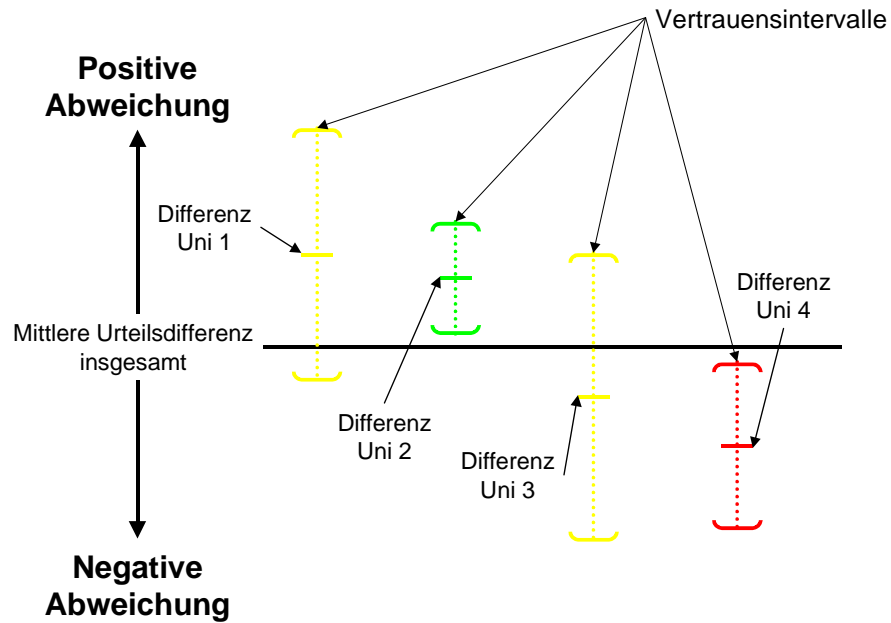 Vertrauensintervalle
Positive
Abweichung
Differenz
Uni 1
Differenz
Uni 4
Mittlere Urteilsdifferenz
insgesamt
Differenz
Uni 2
Differenz
Uni 3
Negative
Abweichung